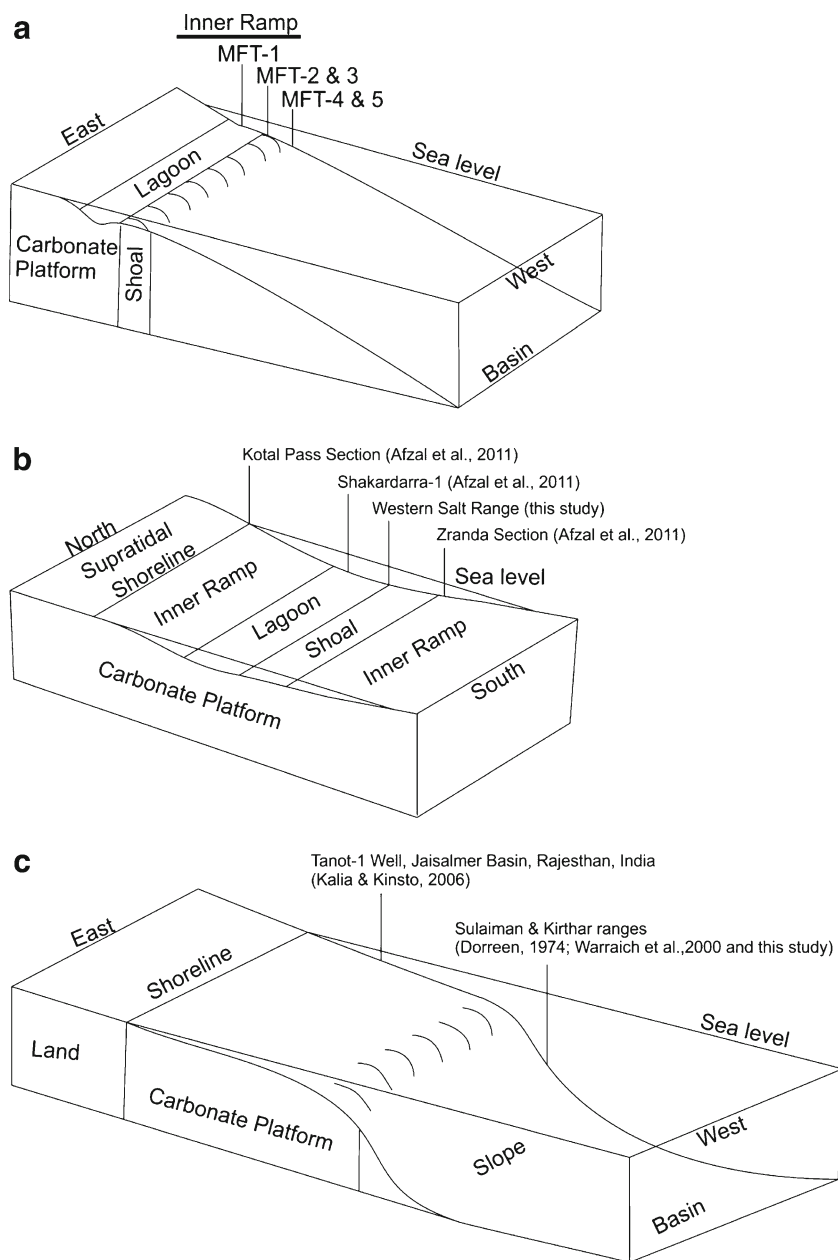 a
Inner Ramp
MFT-1
MFT-2 & 3
MFT-4 & 5
East
Lagoon
Sea level
Carbonate
Platform
Shoal
West
Basin
b
Kotal Pass Section (Afzal et al., 2011)
Shakardarra-1 (Afzal et al., 2011)
Western Salt Range (this study)
Zranda Section (Afzal et al., 2011)
North
Supratidal
Shoreline
Inner Ramp
Sea level
Lagoon
Shoal
Inner Ramp
Carbonate Platform
South
c
Tanot-1 Well, Jaisalmer Basin, Rajesthan, India
(Kalia & Kinsto, 2006)
Sulaiman & Kirthar ranges
(Dorreen, 1974; Warraich et al.,2000 and this study)
East
Shoreline
Sea level
Land
Carbonate Platform
Slope
West
Basin